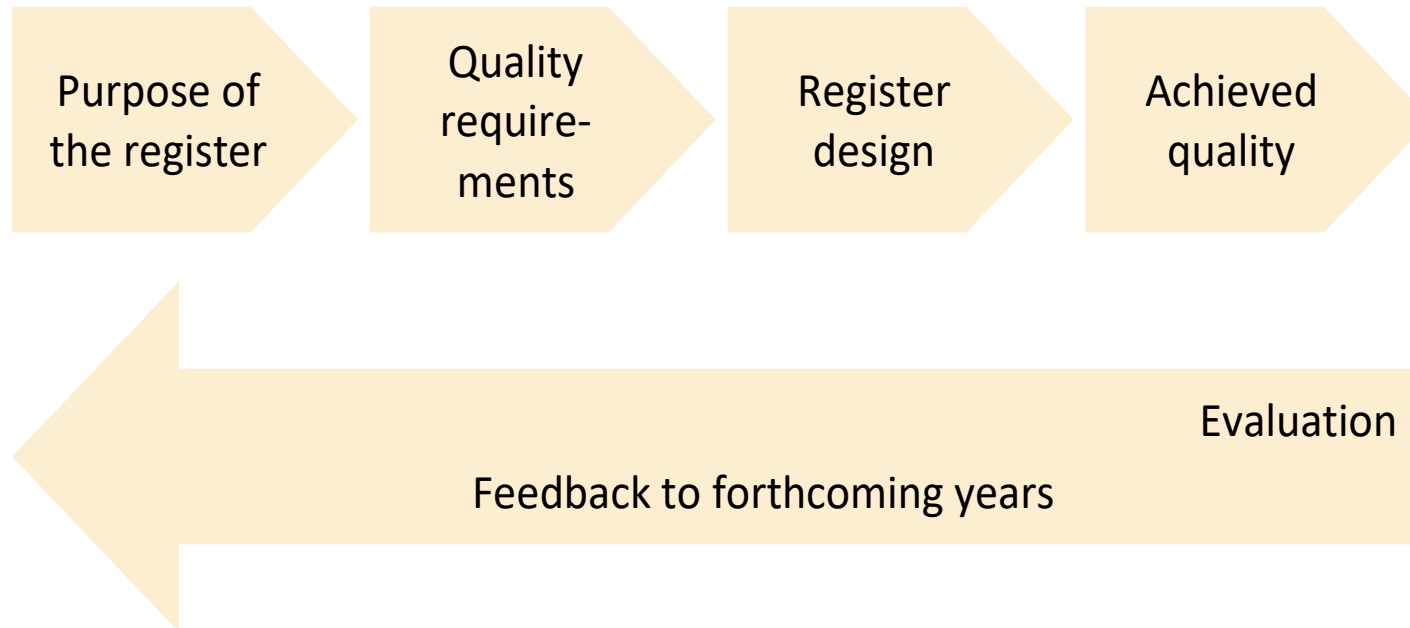 Purpose of
the register
Quality
require-
ments
Register
design
Achieved
quality
Evaluation
Feedback to forthcoming years